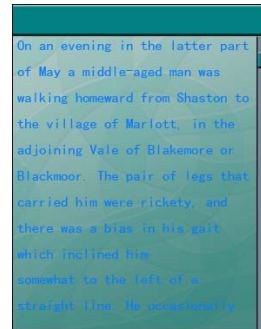 On an evening in the latter part
of May a middle-aged man was
walking homeward from Shaston to
the village of Marlott, in the
adjoining Vale of Blakemore or
Blackmoor. The pair of legs that
carried him were rickety, and
there was a bias in his gait
which inclined him
somewhat to the left of a
straight line. He occasionally